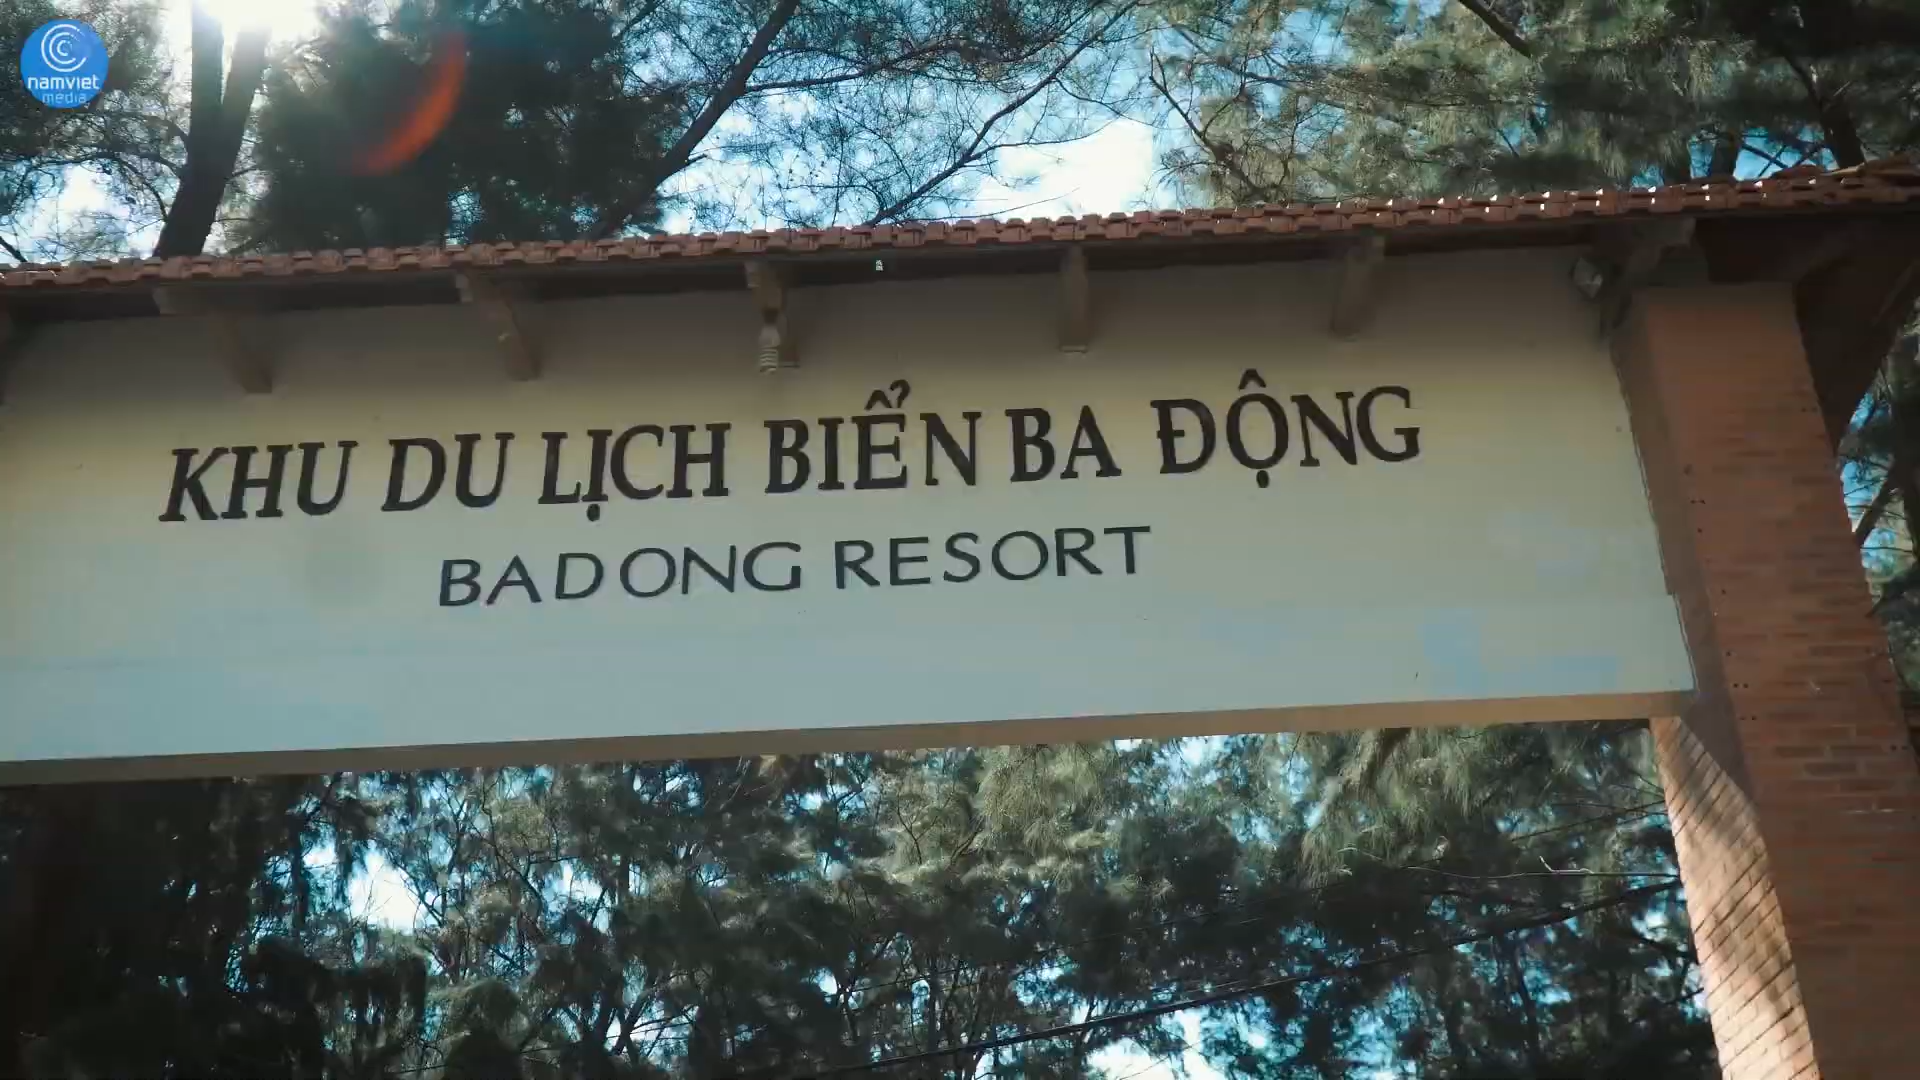 namviet
media
KHU DU LỊCH BIỂN BA ĐỘNG
BADONG RESORT